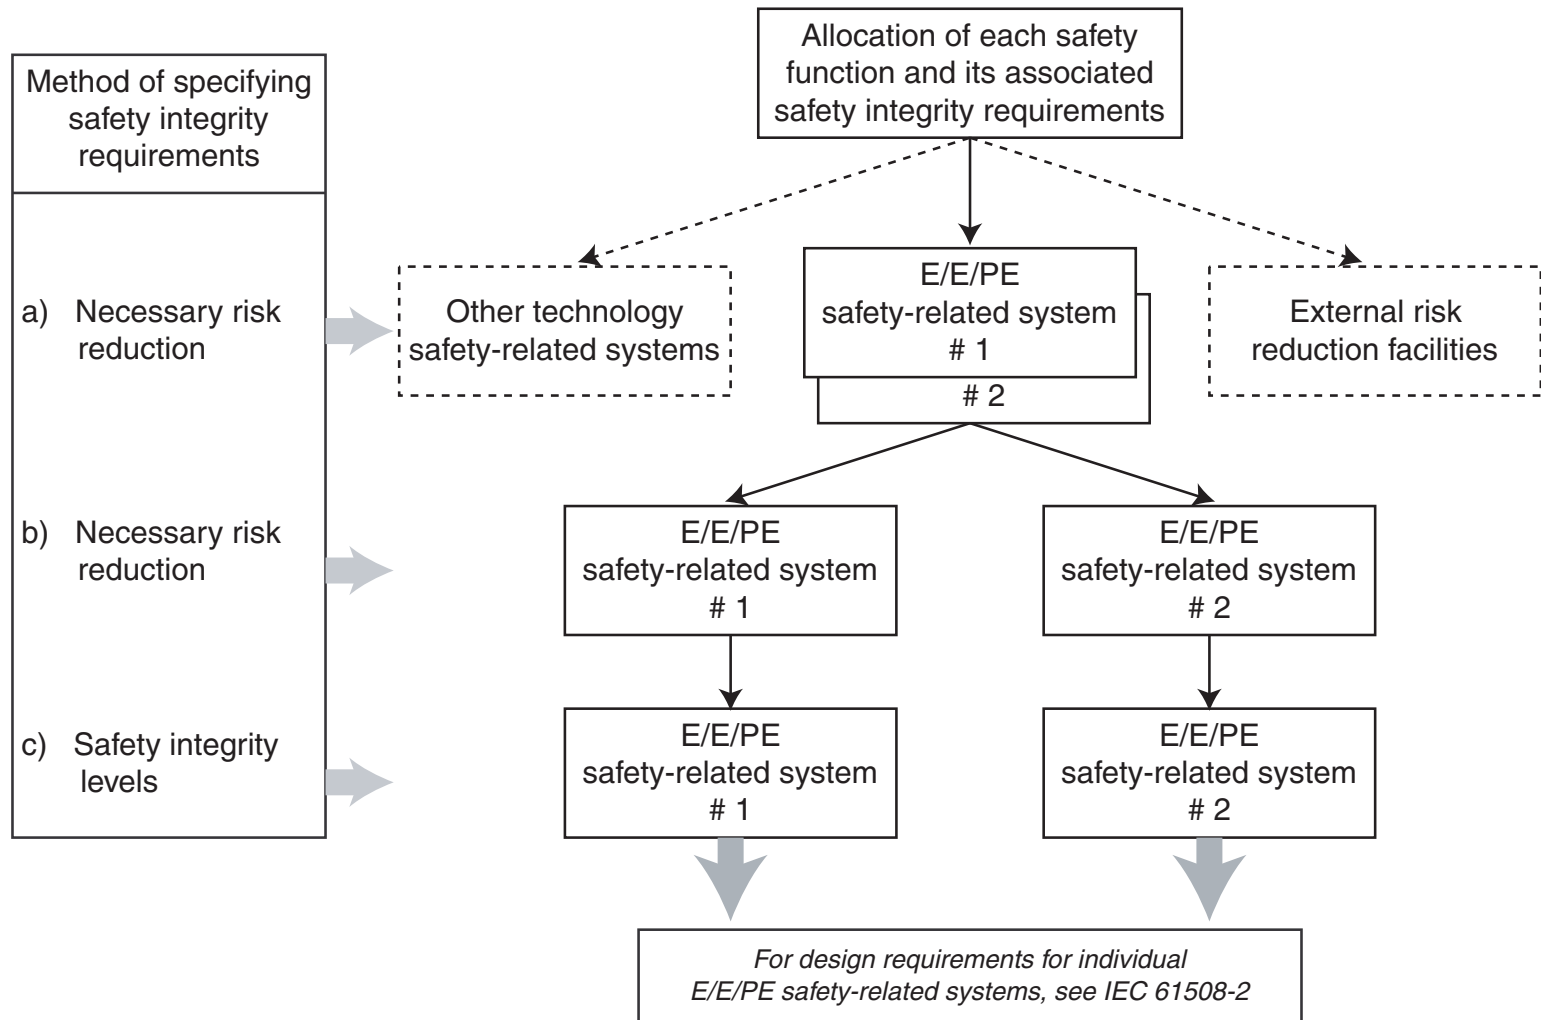 Allocation of each safety
function and its associated
safety integrity requirements
Method of specifying
safety integrity
requirements
a) Necessary risk
reduction
Other technology
safety-related systems
E/E/PE
safety-related system
# 1
# 2
External risk
reduction facilities
b) Necessary risk
reduction
E/E/PE
safety-related system
# 1
E/E/PE
safety-related system
# 2
c) Safety integrity
levels
E/E/PE
safety-related system
# 1
E/E/PE
safety-related system
# 2
For design requirements for individual
E/E/PE safety-related systems, see IEC 61508-2